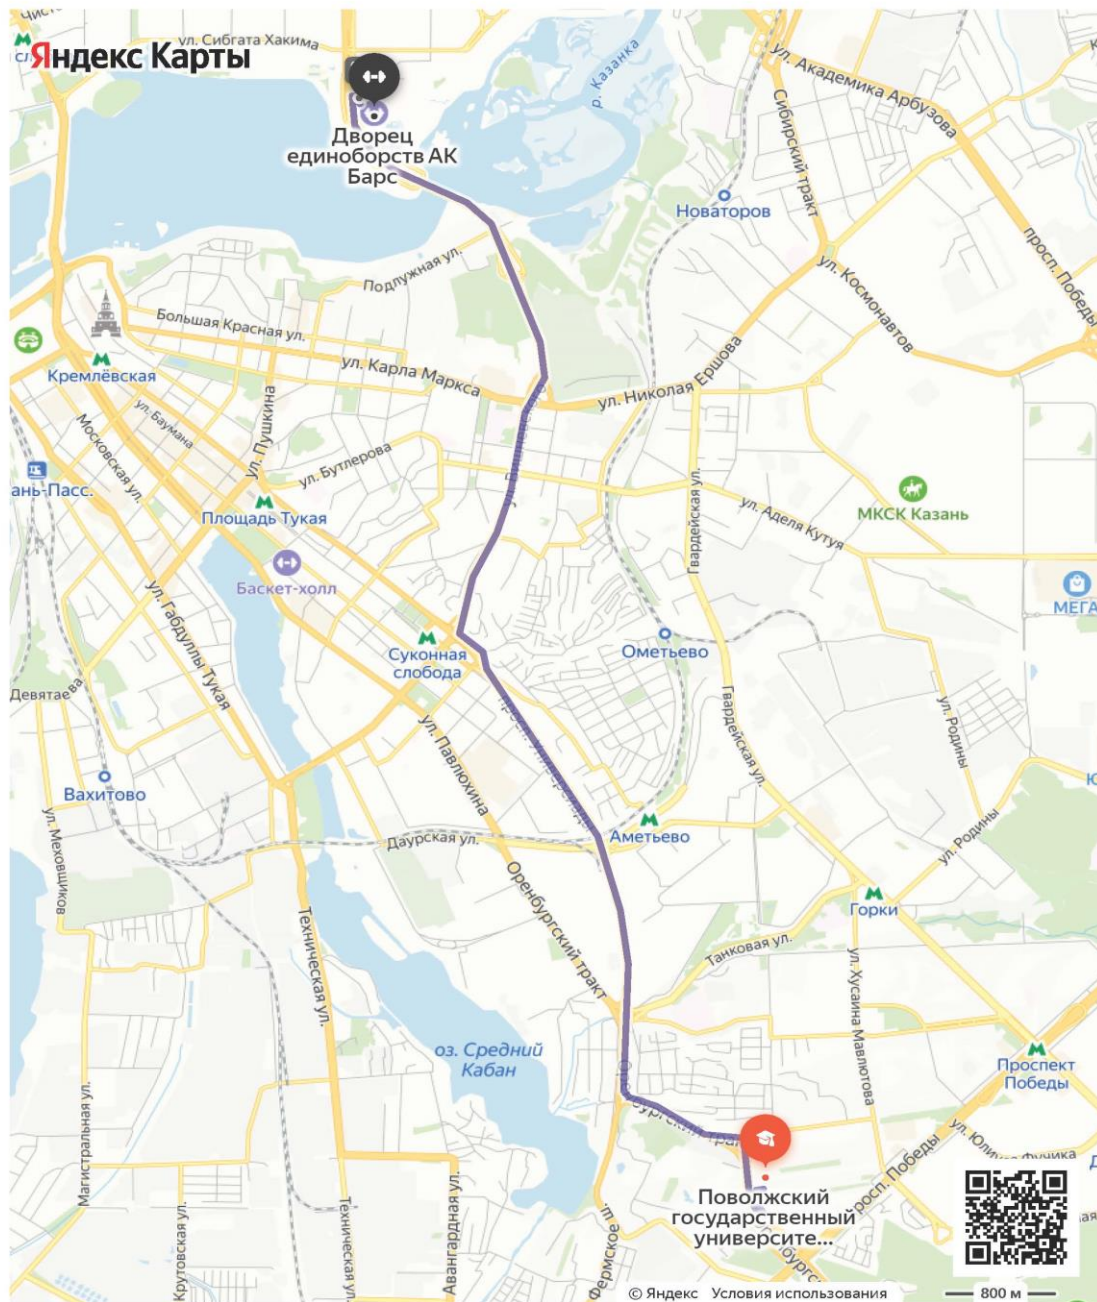 ул. Сибгата Хакима
Яндекс Карты
Дворец
единоборств АК
Барс
р. Казанка
ул. Академика Арбузова
Сибирский тракт
Новаторов
просп. Победы
ул. Космонавтов
Подлужная ул.
Большая Красная ул.
ул. Карла Маркса
ул. Николая Ершова
Кремлёвская
ул. Баумана
ул. Пушкина
Московская ул.
ул. Бутлерова
ань-Пасс.
Площадь Тукая
Гвардейская ул.
ул. Аделя Кутуя
МКСК Казань
Баскет-холл
МЕГА
ул. Габдуллы Тукая
Суконная
слобода
Ометьево
Девятаева
ул. Павлюхина
Гвардейская ул.
ул. Родины
Вахитово
ул. Меховщиков
Даурская ул.
Аметьево
ул. Родины
Оренбургский тракт
Горки
Танковая ул.
Техническая ул.
ул. Хусаина Мавлютова
оз. Средний
Кабан
Проспект
Победы
Магистральная ул.
просп. Победы
Поволжский
государственный
университе...
Крутовская ул.
Техническая ул.
Авангардная ул.
Фермское ш.
© Яндекс Условия использования
800 м